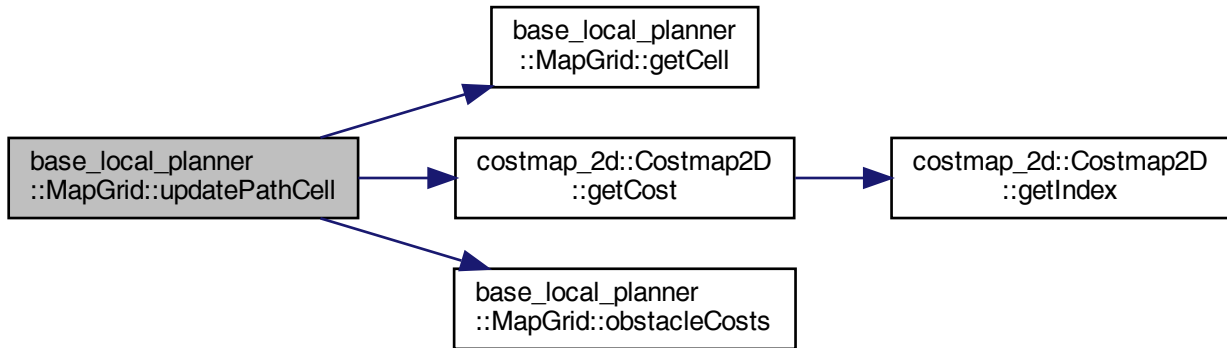 base_local_planner
::MapGrid::getCell
base_local_planner
::MapGrid::updatePathCell
costmap_2d::Costmap2D
::getCost
costmap_2d::Costmap2D
::getIndex
base_local_planner
::MapGrid::obstacleCosts